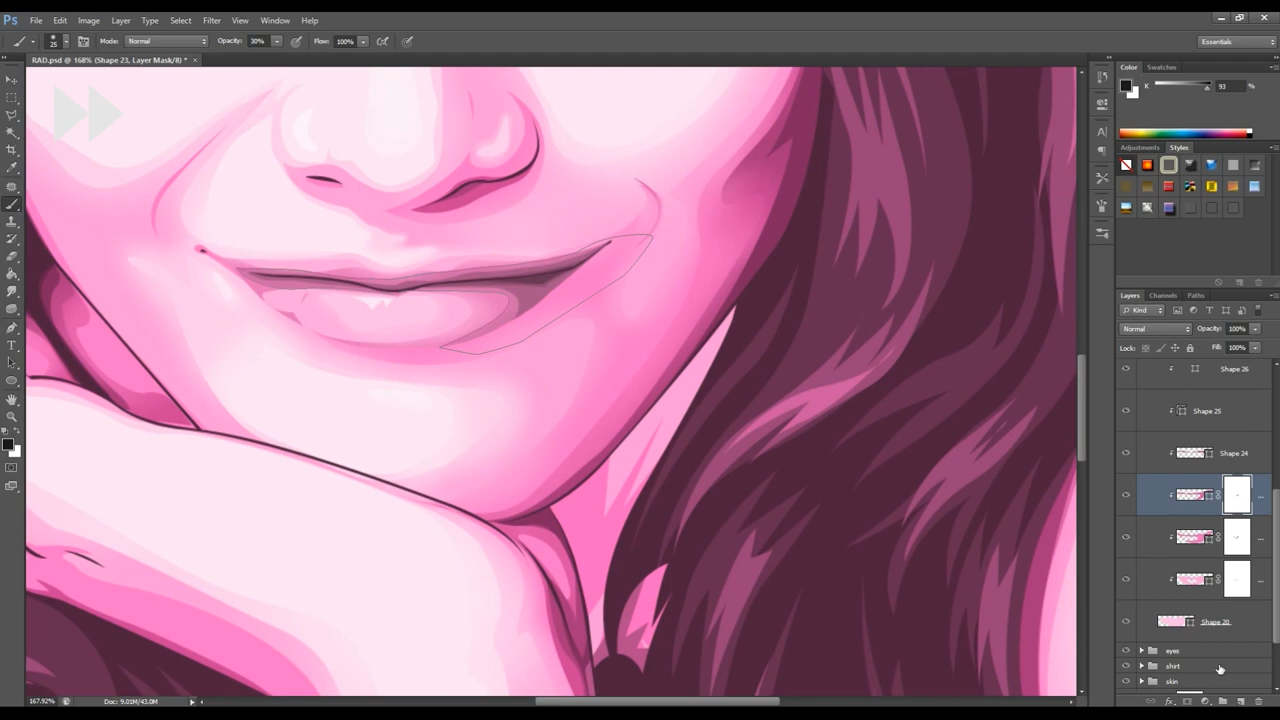 Ps File Edit Image Layer Type Select Filter View Window Help
25 Mode: Normal Opacity: 30% Flow: 100% Essentials
RAD.psd @ 168% (Shape 23, Layer Mask/8) * ×
Color Swatches
K 93 %
Adjustments Styles
Layers Channels Paths
Kind
Normal Opacity: 100%
Lock: Fill: 100%
Shape 26
Shape 25
Shape 24
...
...
...
Shape 20
eyes
shirt
skin
167.92% Doc: 9.01M/43.0M